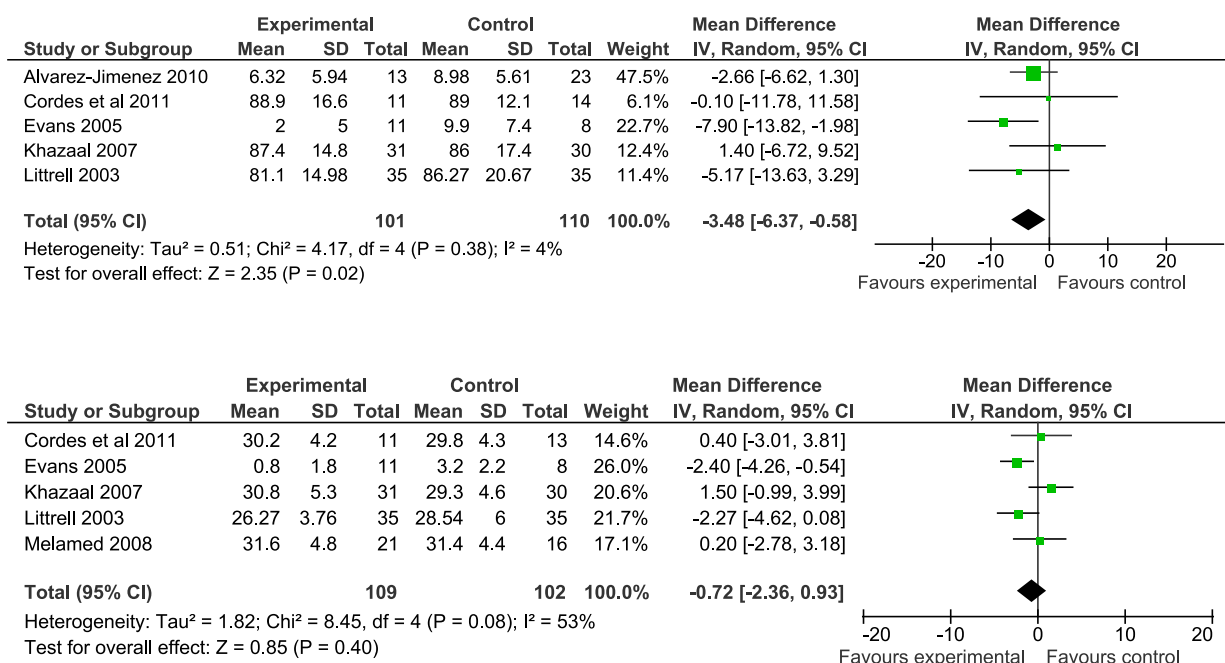 Experimental Control Mean Difference Mean Difference
Study or Subgroup Mean SD Total Mean SD Total Weight IV, Random, 95% CI IV, Random, 95% CI
Alvarez-Jimenez 2010 6.32 5.94 13 8.98 5.61 23 47.5% -2.66 [-6.62, 1.30]
Cordes et al 2011 88.9 16.6 11 89 12.1 14 6.1% -0.10 [-11.78, 11.58]
Evans 2005 2 5 11 9.9 7.4 8 22.7% -7.90 [-13.82, -1.98]
Khazaal 2007 87.4 14.8 31 86 17.4 30 12.4% 1.40 [-6.72, 9.52]
Littrell 2003 81.1 14.98 35 86.27 20.67 35 11.4% -5.17 [-13.63, 3.29]
Total (95% CI) 101 110 100.0% -3.48 [-6.37, -0.58]
Heterogeneity: Tau² = 0.51; Chi² = 4.17, df = 4 (P = 0.38); I² = 4%
Test for overall effect: Z = 2.35 (P = 0.02)
-20 -10 0 10 20
Favours experimental Favours control
Experimental Control Mean Difference Mean Difference
Study or Subgroup Mean SD Total Mean SD Total Weight IV, Random, 95% CI IV, Random, 95% CI
Cordes et al 2011 30.2 4.2 11 29.8 4.3 13 14.6% 0.40 [-3.01, 3.81]
Evans 2005 0.8 1.8 11 3.2 2.2 8 26.0% -2.40 [-4.26, -0.54]
Khazaal 2007 30.8 5.3 31 29.3 4.6 30 20.6% 1.50 [-0.99, 3.99]
Littrell 2003 26.27 3.76 35 28.54 6 35 21.7% -2.27 [-4.62, 0.08]
Melamed 2008 31.6 4.8 21 31.4 4.4 16 17.1% 0.20 [-2.78, 3.18]
Total (95% CI) 109 102 100.0% -0.72 [-2.36, 0.93]
Heterogeneity: Tau² = 1.82; Chi² = 8.45, df = 4 (P = 0.08); I² = 53%
Test for overall effect: Z = 0.85 (P = 0.40)
-20 -10 0 10 20
Favours experimental Favours control